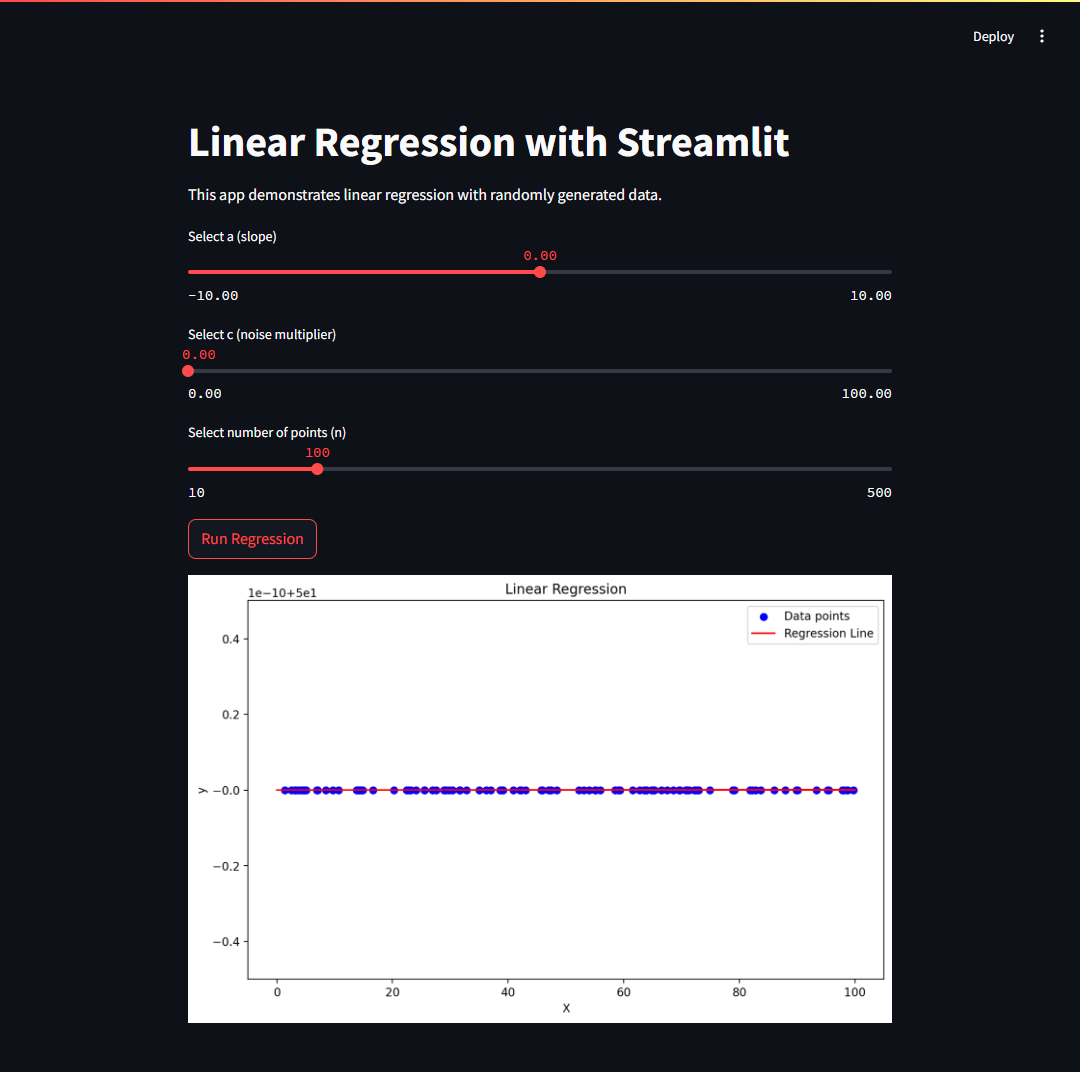 Deploy
Linear Regression with Streamlit
This app demonstrates linear regression with randomly generated data.
Select a (slope)
0.00
−10.00 10.00
Select c (noise multiplier)
0.00
0.00 100.00
Select number of points (n)
100
10 500
Run Regression
Linear Regression
1e−10+5e1
Data points
Regression Line
0.4
0.2
−0.0
−0.2
−0.4
y
0 20 40 60 80 100
X